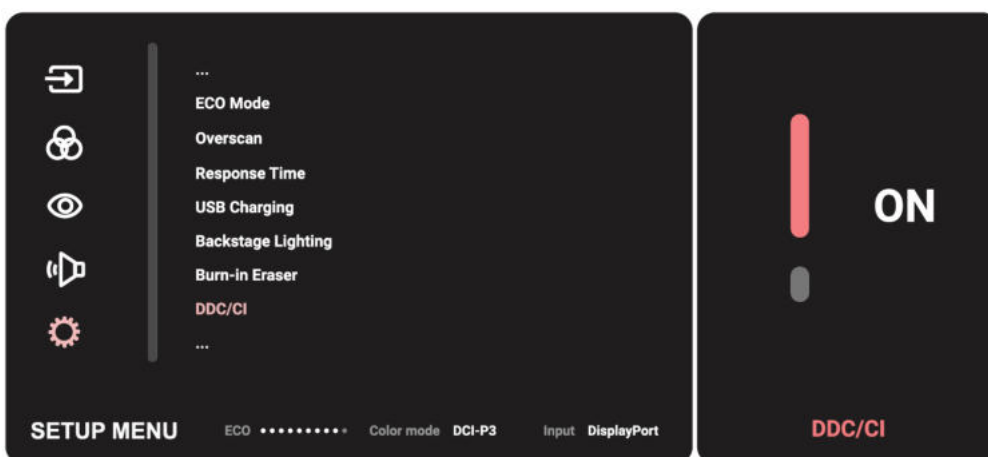 ...
ECO Mode
Overscan
Response Time
USB Charging
Backstage Lighting
Burn-in Eraser
DDC/CI
...
SETUP MENU ECO Color mode DCI-P3 Input DisplayPort
ON
DDC/CI